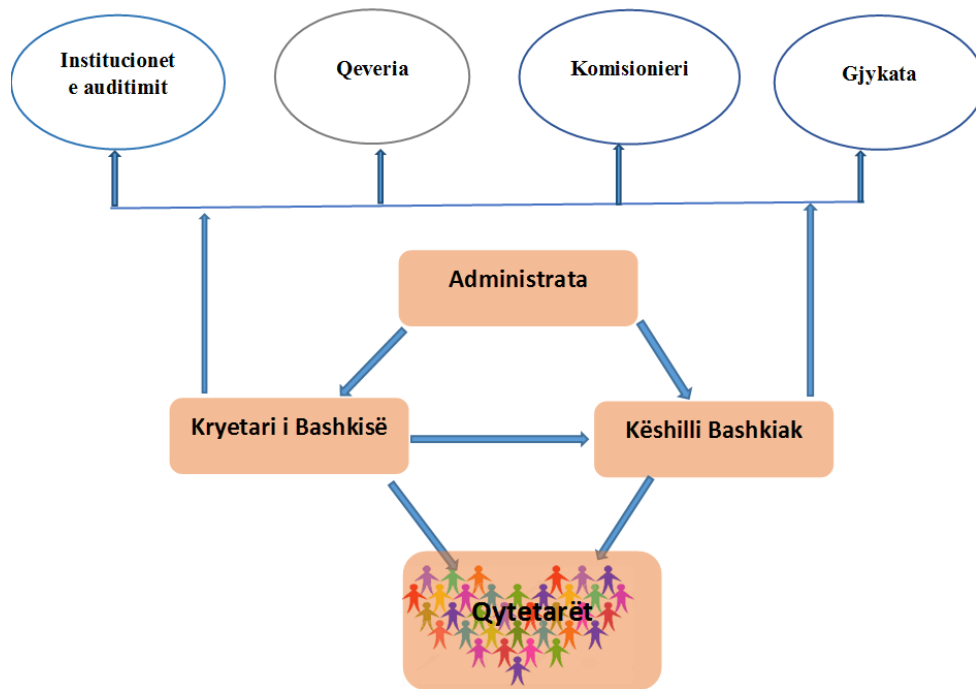 Institucionet
e auditimit
Qeveria
Komisionieri
Gjykata
Administrata
Kryetari i Bashkisë
Këshilli Bashkiak
Qytetarët